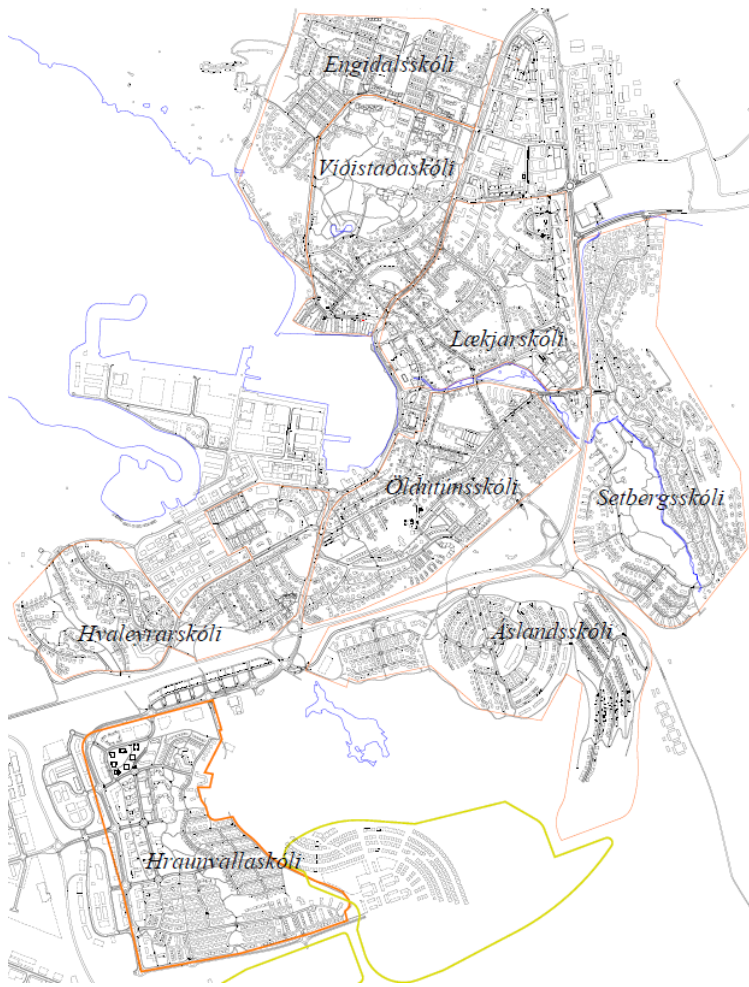 Engidalsskóli
Víðistaðaskóli
Lækjarskóli
Öldutúnsskóli
Setbergsskóli
Hvaleyrarskóli
Áslandsskóli
Hraunvallaskóli